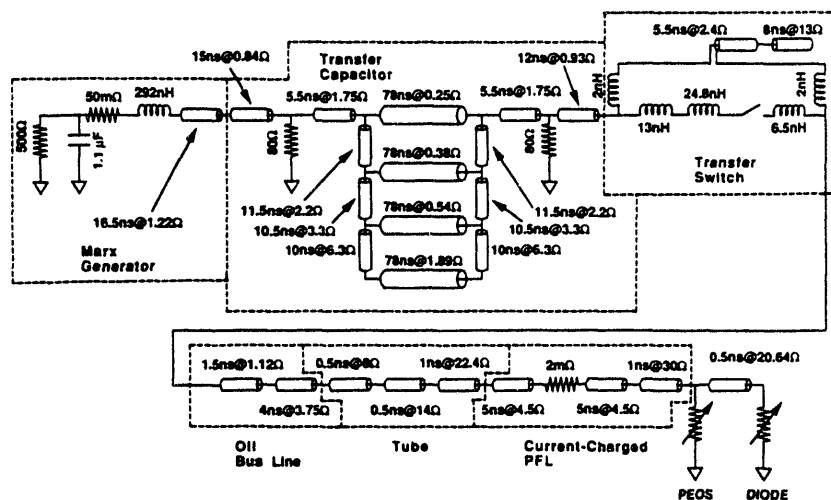 5.5ns@2.4Ω
8ns@13Ω
15ns@0.84Ω
Transfer
Capacitor
12ns@0.93Ω
292nH
50mΩ
5.5ns@1.75Ω
78ns@0.25Ω
5.5ns@1.75Ω
2nH
24.8nH
2nH
500Ω
1.1 µF
80Ω
80Ω
13nH
6.5nH
78ns@0.38Ω
Transfer
Switch
11.5ns@2.2Ω
11.5ns@2.2Ω
16.5ns@1.22Ω
10.5ns@3.3Ω
78ns@0.54Ω
10.5ns@3.3Ω
10ns@6.3Ω
10ns@6.3Ω
Marx
Generator
78ns@1.89Ω
1.5ns@1.12Ω
0.5ns@8Ω
1ns@22.4Ω
2mΩ
1ns@30Ω
0.5ns@20.64Ω
4ns@3.75Ω
0.5ns@14Ω
5ns@4.5Ω
5ns@4.5Ω
Oil
Bus Line
Tube
Current-Charged
PFL
PEOS
DIODE